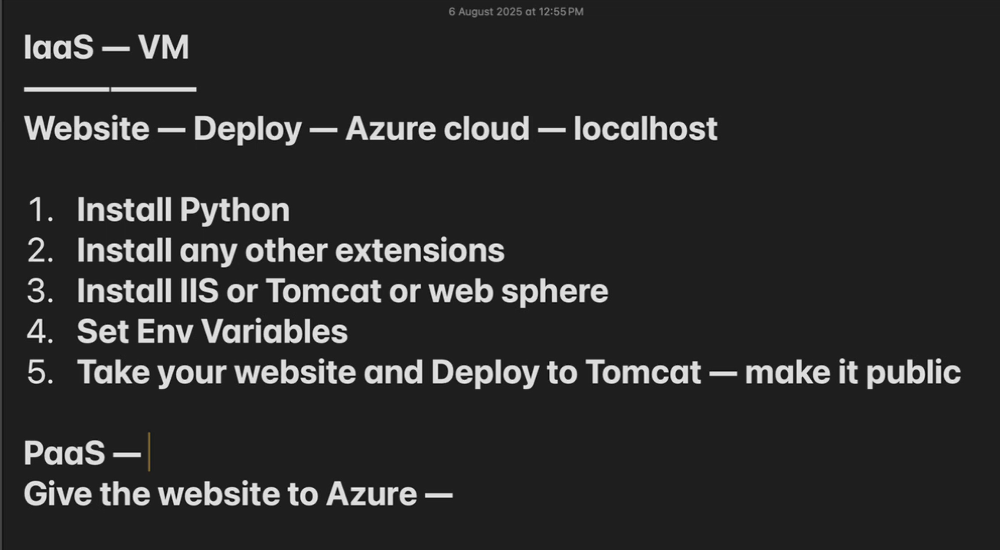 6 August 2025 at 12:55 PM
IaaS — VM
————————
Website — Deploy — Azure cloud — localhost
1. Install Python
2. Install any other extensions
3. Install IIS or Tomcat or web sphere
4. Set Env Variables
5. Take your website and Deploy to Tomcat — make it public
PaaS —
Give the website to Azure —